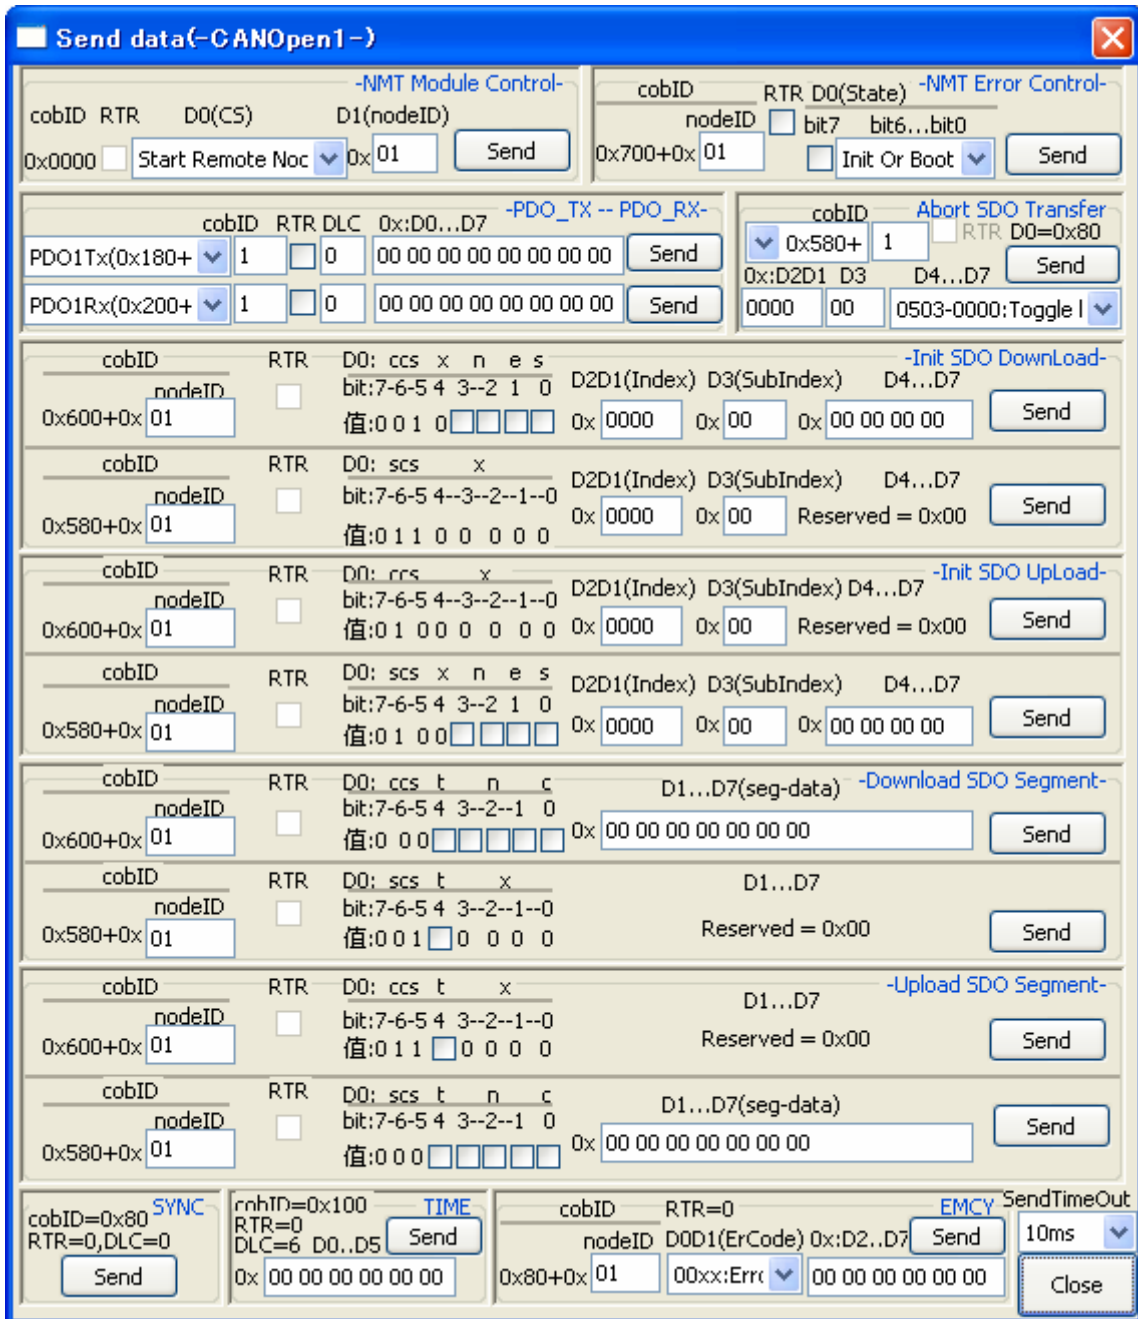 Send data(-CANOpen1-)
-NMT Module Control-
cobID RTR D0(CS) D1(nodeID)
0x0000 Start Remote Noc 0x 01 Send
-NMT Error Control-
cobID RTR D0(State)
nodeID bit7 bit6...bit0
0x700+0x 01 Init Or Boot Send
-PDO_TX -- PDO_RX-
cobID RTR DLC 0x:D0...D7
PDO1Tx(0x180+ 1 0 00 00 00 00 00 00 00 00 Send
PDO1Rx(0x200+ 1 0 00 00 00 00 00 00 00 00 Send
Abort SDO Transfer
cobID RTR D0=0x80
0x580+ 1 Send
0x:D2D1 D3 D4...D7
0000 00 0503-0000:Toggle
-Init SDO DownLoad-
cobID RTR D0: ccs x n e s
nodeID bit:7-6-5 4 3--2 1 0 D2D1(Index) D3(SubIndex) D4...D7
0x600+0x 01 值:0 0 1 0 0x 0000 0x 00 0x 00 00 00 00 Send
cobID RTR D0: scs x
nodeID bit:7-6-5 4--3--2--1--0 D2D1(Index) D3(SubIndex) D4...D7
0x580+0x 01 值:0 1 1 0 0 0 0 0 0x 0000 0x 00 Reserved = 0x00 Send
-Init SDO UpLoad-
cobID RTR D0: ccs x
nodeID bit:7-6-5 4--3--2--1--0 D2D1(Index) D3(SubIndex) D4...D7
0x600+0x 01 值:0 1 0 0 0 0 0 0 0x 0000 0x 00 Reserved = 0x00 Send
cobID RTR D0: scs x n e s
nodeID bit:7-6-5 4 3--2 1 0 D2D1(Index) D3(SubIndex) D4...D7
0x580+0x 01 值:0 1 0 0 0x 0000 0x 00 0x 00 00 00 00 Send
-Download SDO Segment-
cobID RTR D0: ccs t n c D1...D7(seg-data)
nodeID bit:7-6-5 4 3--2--1 0
0x600+0x 01 值:0 0 0 0x 00 00 00 00 00 00 00 Send
cobID RTR D0: scs t x D1...D7
nodeID bit:7-6-5 4 3--2--1--0
0x580+0x 01 值:0 0 1 0 0 0 0 Reserved = 0x00 Send
-Upload SDO Segment-
cobID RTR D0: ccs t x D1...D7
nodeID bit:7-6-5 4 3--2--1--0
0x600+0x 01 值:0 1 1 0 0 0 0 Reserved = 0x00 Send
cobID RTR D0: scs t n c D1...D7(seg-data)
nodeID bit:7-6-5 4 3--2--1 0
0x580+0x 01 值:0 0 0 0x 00 00 00 00 00 00 00 Send
SYNC
cobID=0x80
RTR=0,DLC=0
Send
cobID=0x100 TIME
RTR=0
DLC=6 D0..D5 Send
0x 00 00 00 00 00 00
cobID RTR=0 EMCY
nodeID D0D1(ErCode) 0x:D2..D7 Send
0x80+0x 01 00xx:Err 00 00 00 00 00 00
SendTimeOut
10ms
Close